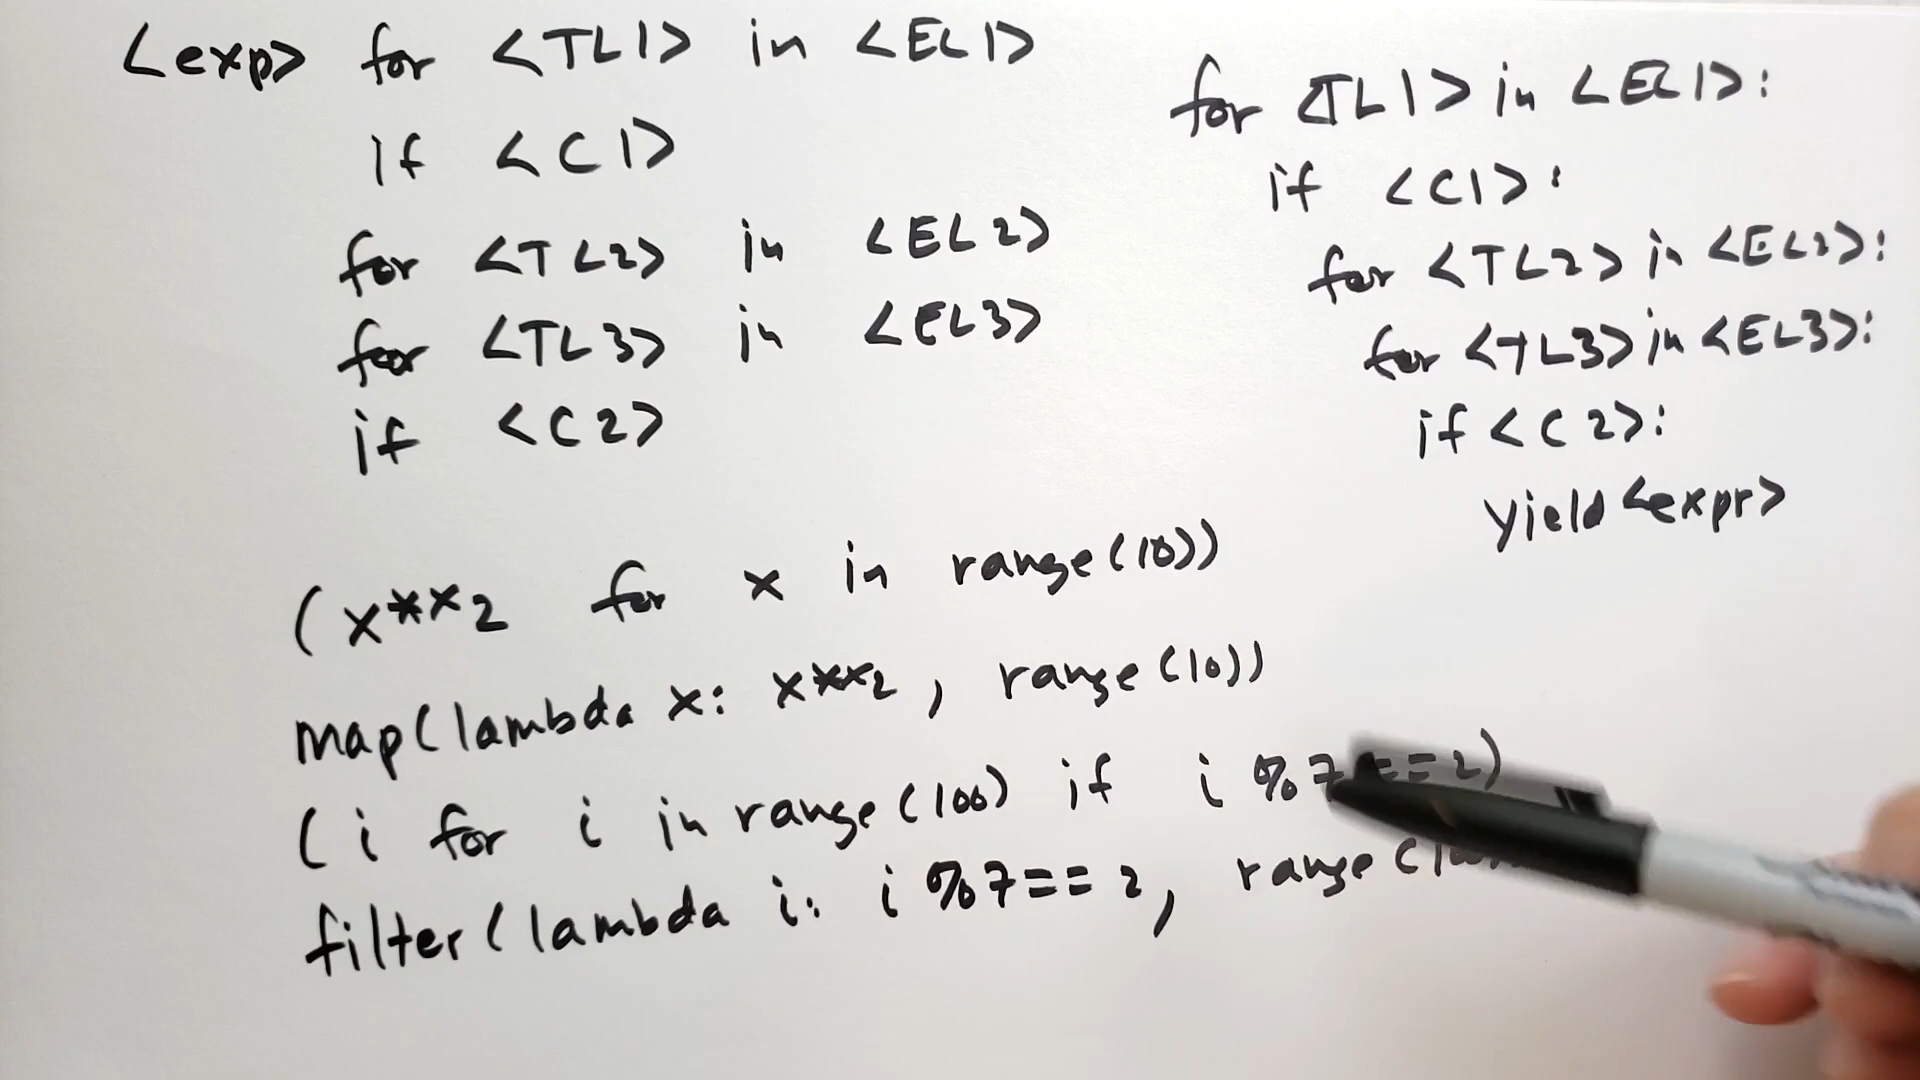 <exp> for <TL1> in <EL1>
if <C1>
for <TL2> in <EL2>
for <TL3> in <EL3>
if <C2>
for <TL1> in <EL1>:
if <C1>:
for <TL2> in <EL2>:
for <TL3> in <EL3>:
if <C2>:
yield <expr>
(x**2 for x in range(10))
map(lambda x: x**2, range(10))
(i for i in range(100) if i %7==2)
filter(lambda i: i %7==2, range(